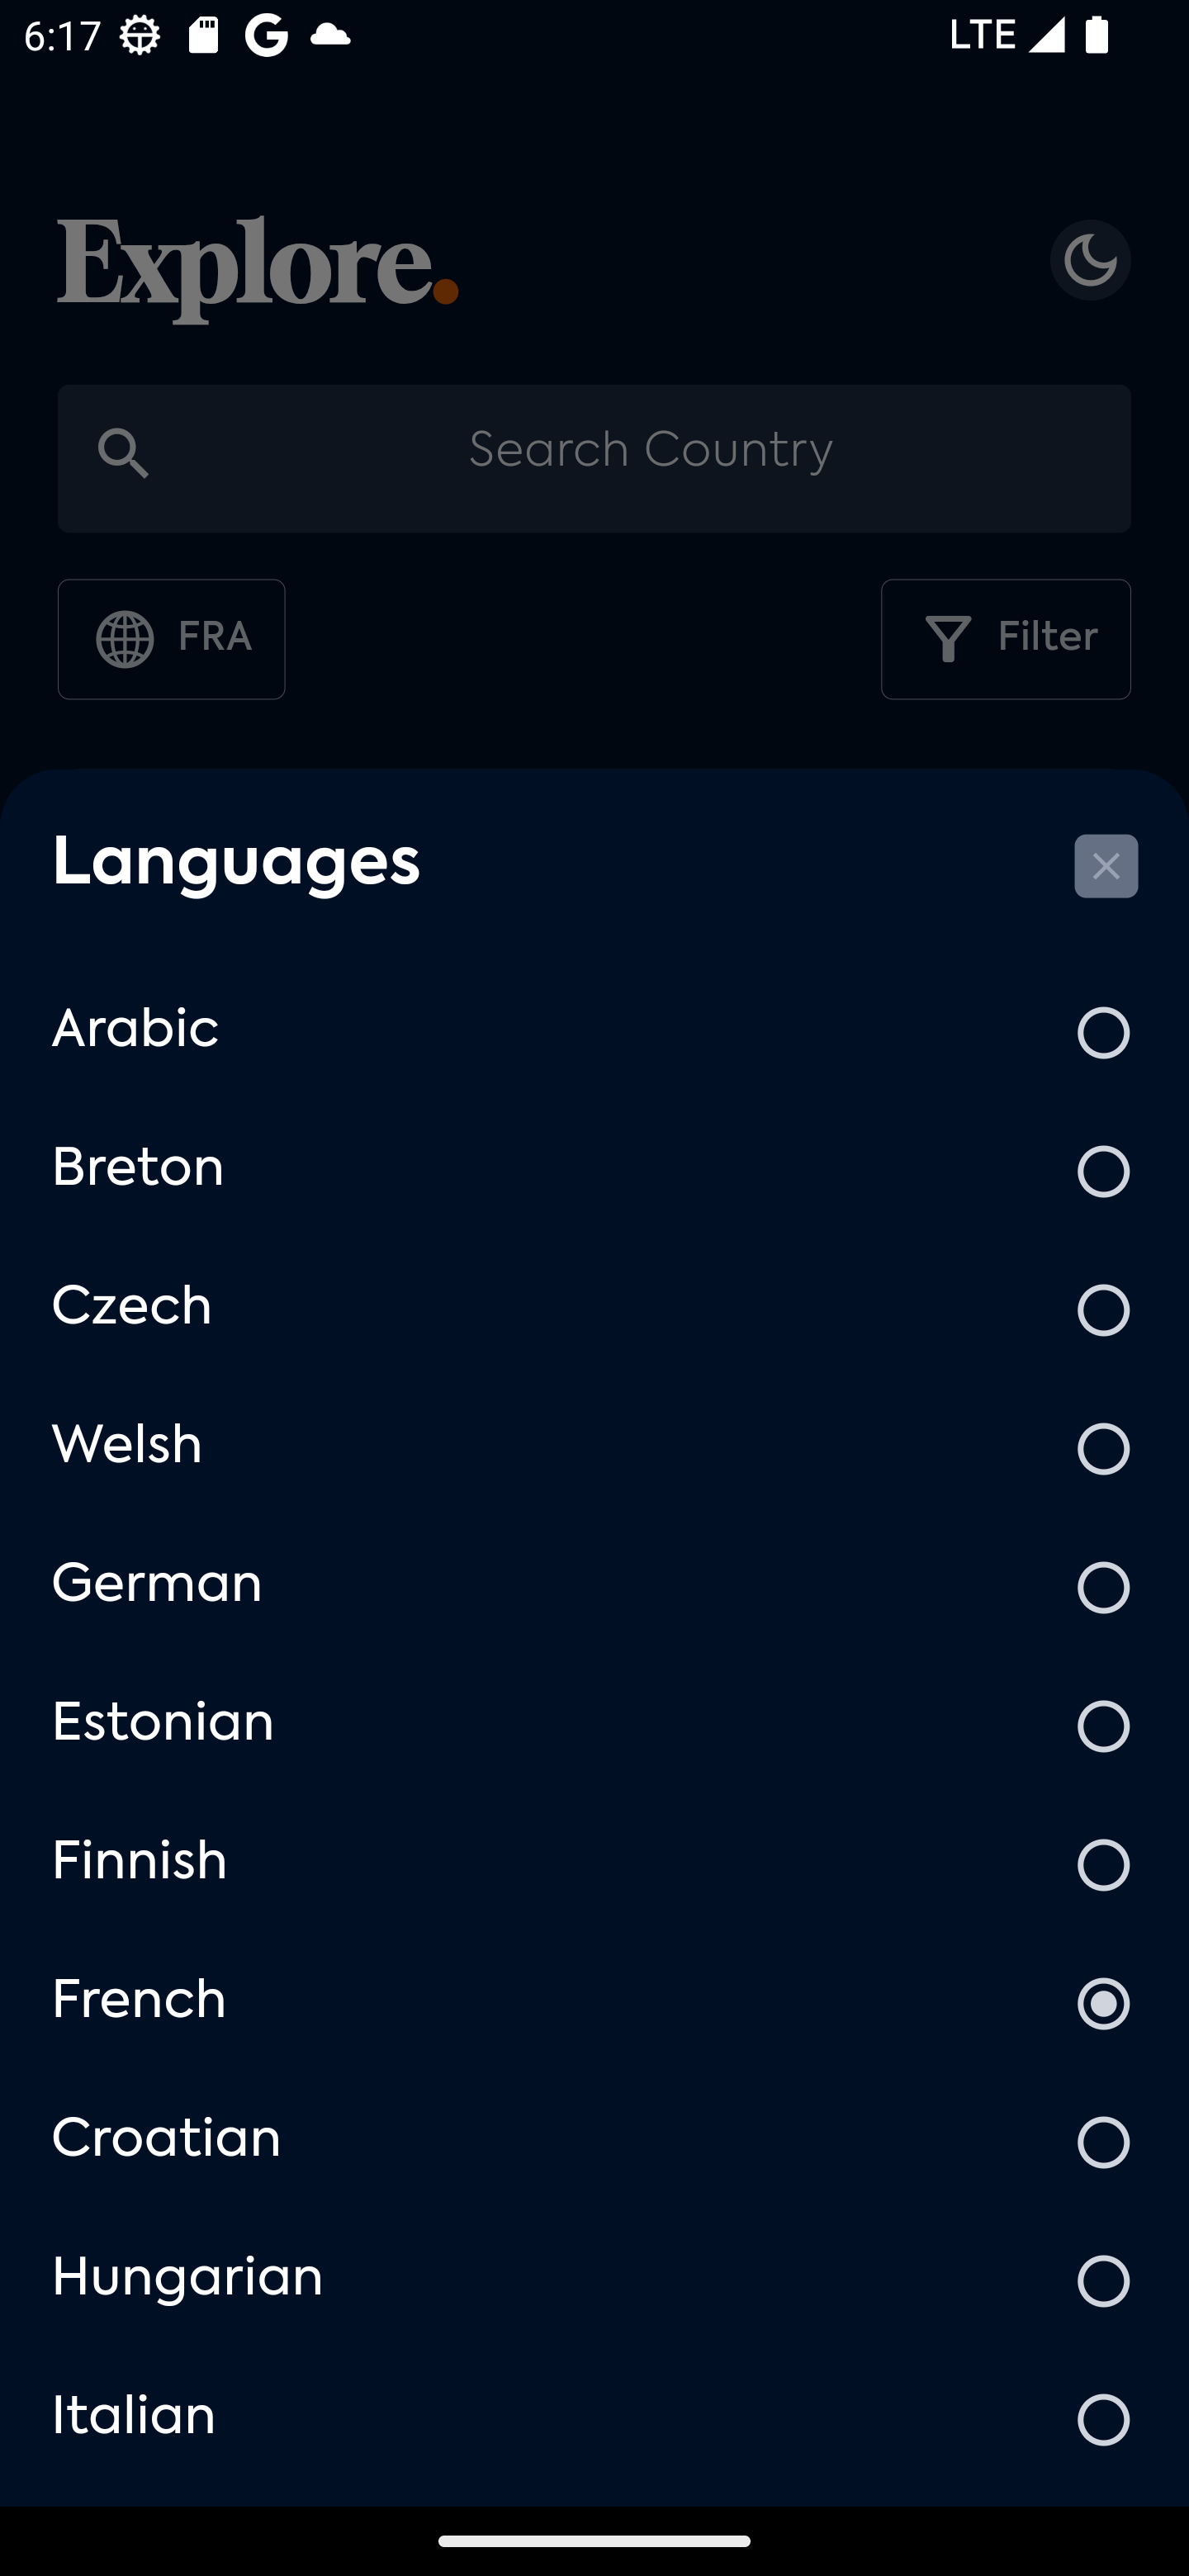 6:17
LTE
Explore.
Search Country
FRA
Filter
Languages
Arabic
Breton
Czech
Welsh
German
Estonian
Finnish
French
Croatian
Hungarian
Italian